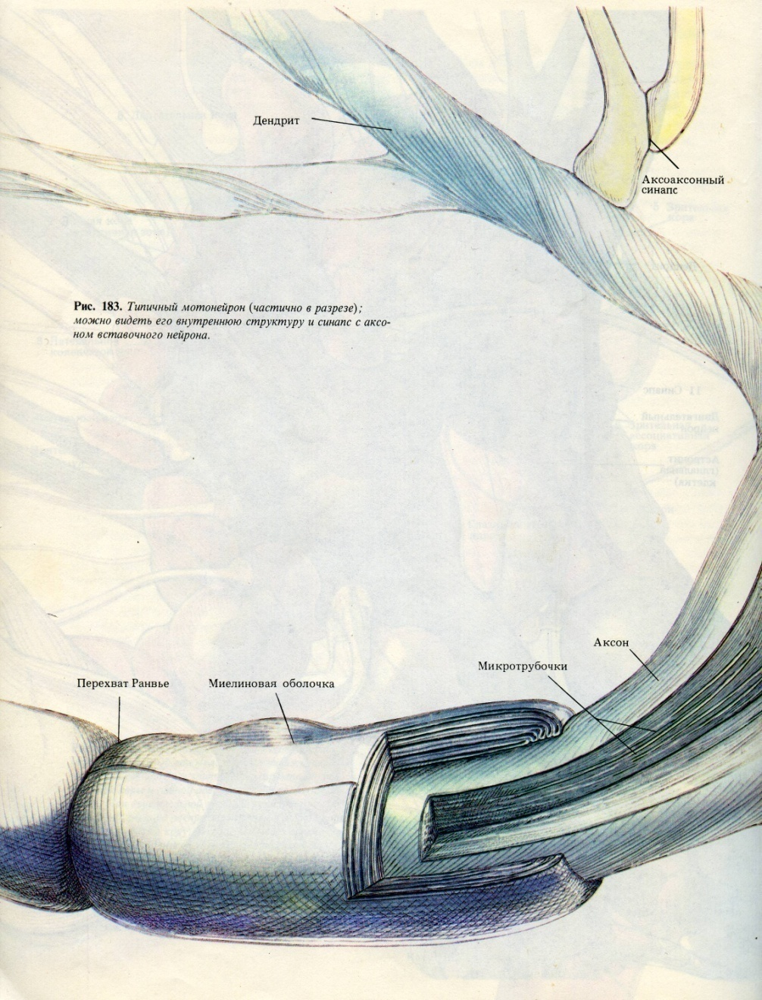 Дендрит
Аксоаксонный
синапс
Рис. 183. Типичный мотонейрон (частично в разрезе);
можно видеть его внутреннюю структуру и синапс с аксо-
ном вставочного нейрона.
Аксон
Микротрубочки
Перехват Ранвье
Миелиновая оболочка